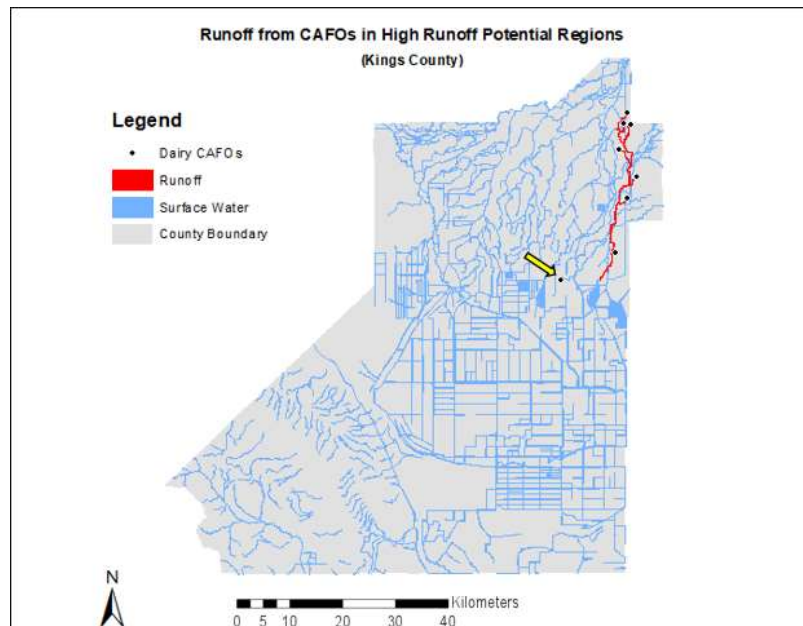 Runoff from CAFOs in High Runoff Potential Regions
(Kings County)
Legend
Dairy CAFOs
Runoff
Surface Water
County Boundary
N
Kilometers
0 5 10 20 30 40